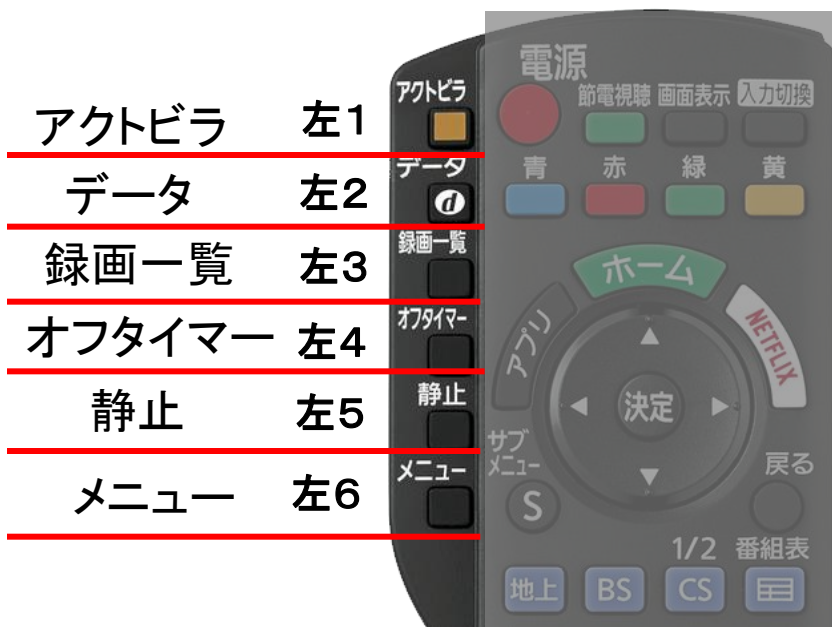 電源
アクトビラ 左1 アクトビラ 節電視聴 画面表示 入力切換
データ 左2 データ 青 赤 緑 黄
d
録画一覧 左3 録画一覧 ホーム
オフタイマー 左4 オフタイマー アプリ NETFLIX
静止 左5 静止 決定
サブ
メニュー 戻る
メニュー 左6 メニュー S
1/2 番組表
地上 BS CS